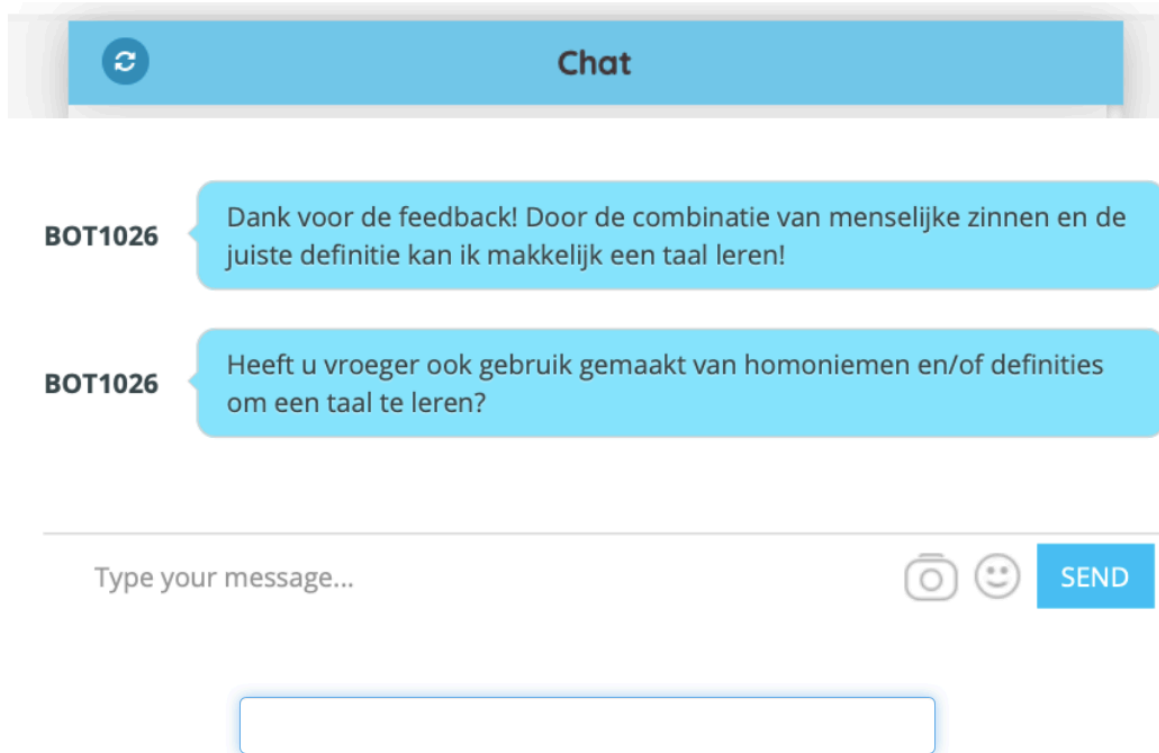 Chat
BOT1026
Dank voor de feedback! Door de combinatie van menselijke zinnen en de
juiste definitie kan ik makkelijk een taal leren!
BOT1026
Heeft u vroeger ook gebruik gemaakt van homoniemen en/of definities
om een taal te leren?
Type your message...
SEND